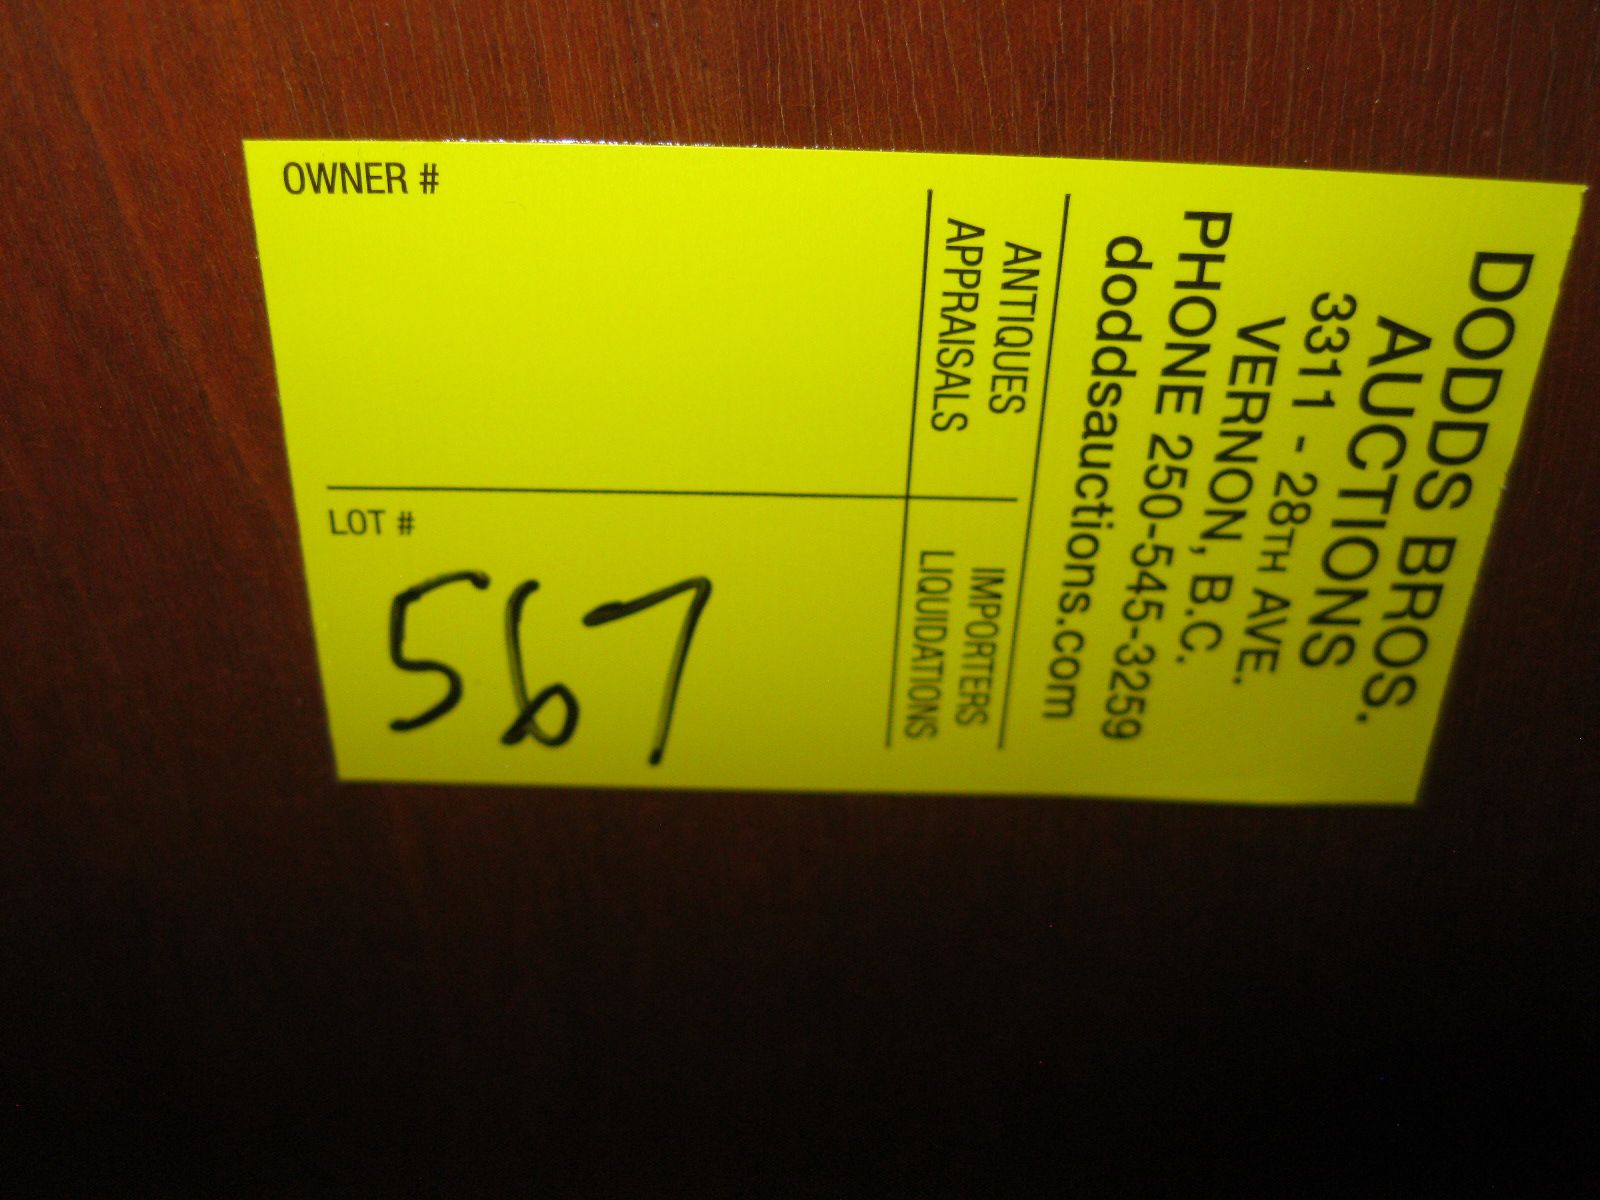 DODDS BROS.
AUCTIONS
3311 - 28TH AVE.
VERNON, B.C.
PHONE 250-545-3259
doddsauctions.com
ANTIQUES
APPRAISALS
IMPORTERS
LIQUIDATIONS
OWNER #
LOT #
567